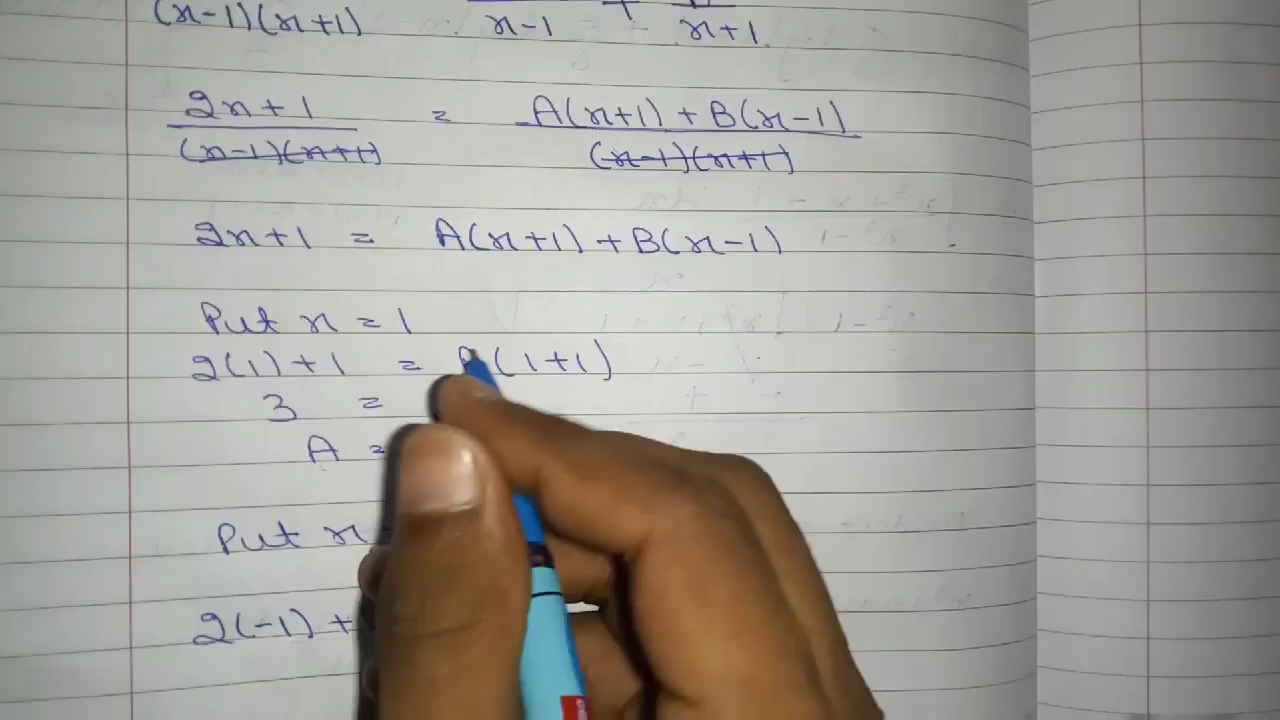 (x-1)(x+1) x-1 + x+1
2x+1 = A(x+1) + B(x-1)
(x-1)(x+1) (x-1)(x+1)
2x+1 = A(x+1) + B(x-1)
Put x = 1
2(1)+1 = A(1+1)
3 =
A =
Put x
2(-1)+